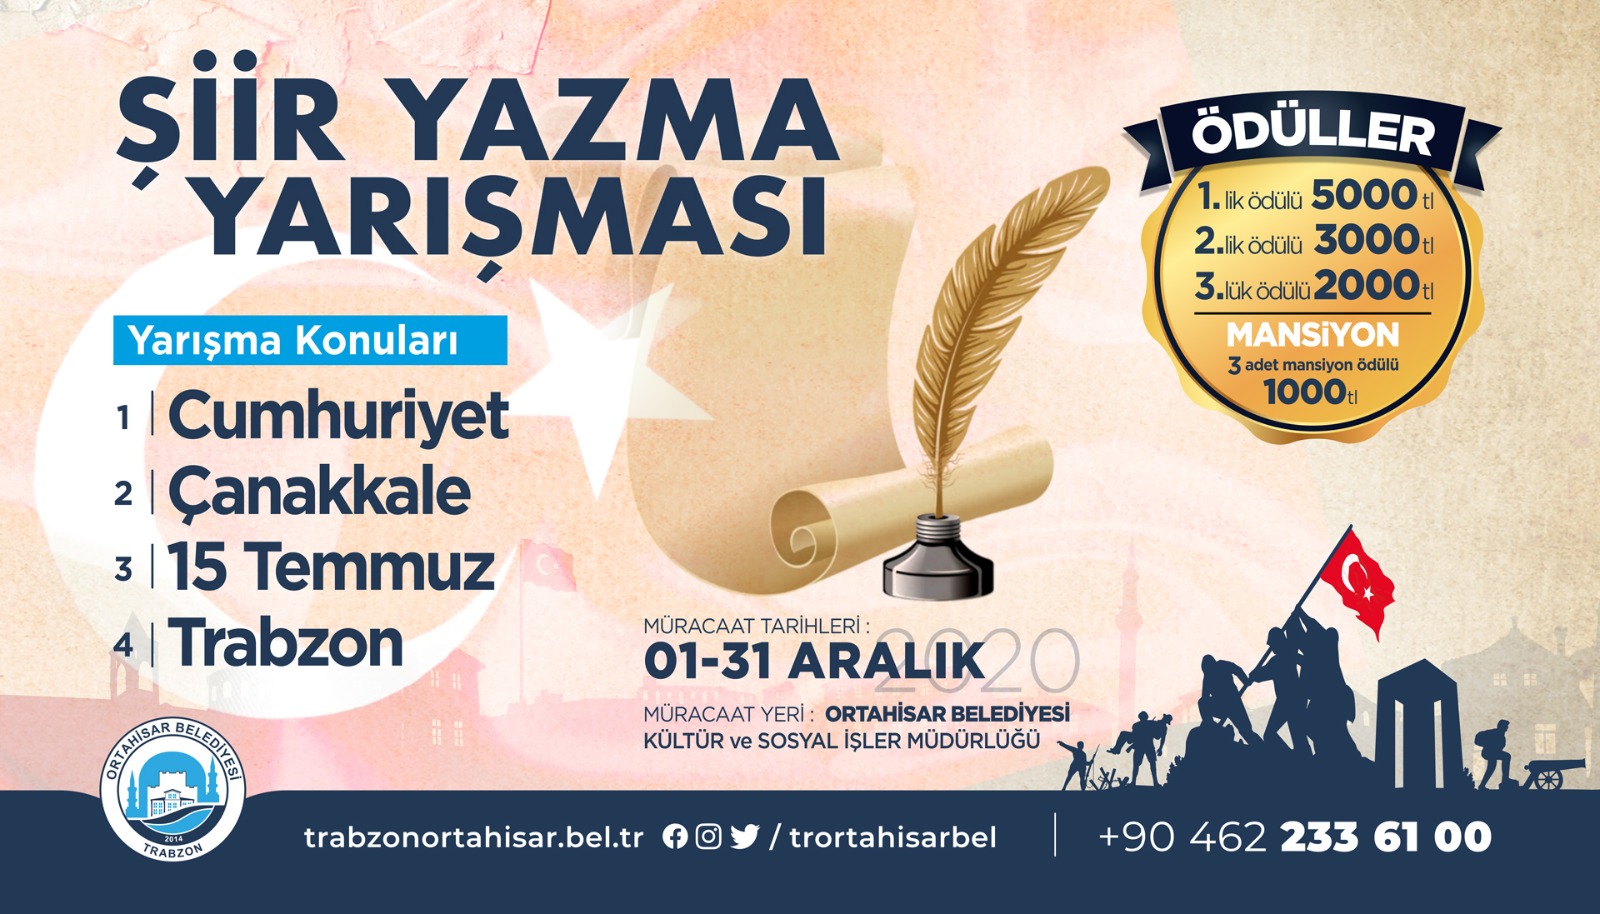 ŞİİR YAZMA
YARIŞMASI
Yarışma Konuları
1 | Cumhuriyet
2 | Çanakkale
3 | 15 Temmuz
4 | Trabzon
ÖDÜLLER
1.lik ödülü 5000 tl
2.lik ödülü 3000 tl
3.lük ödülü 2000 tl
MANSİYON
3 adet mansiyon ödülü
1000 tl
MÜRACAAT TARİHLERİ :
01-31 ARALIK 2020
MÜRACAAT YERİ : ORTAHİSAR BELEDİYESİ
KÜLTÜR ve SOSYAL İŞLER MÜDÜRLÜĞÜ
ORTAHİSAR BELEDİYESİ
2014
TRABZON
trabzonortahisar.bel.tr / trortahisarbel
+90 462 233 61 00